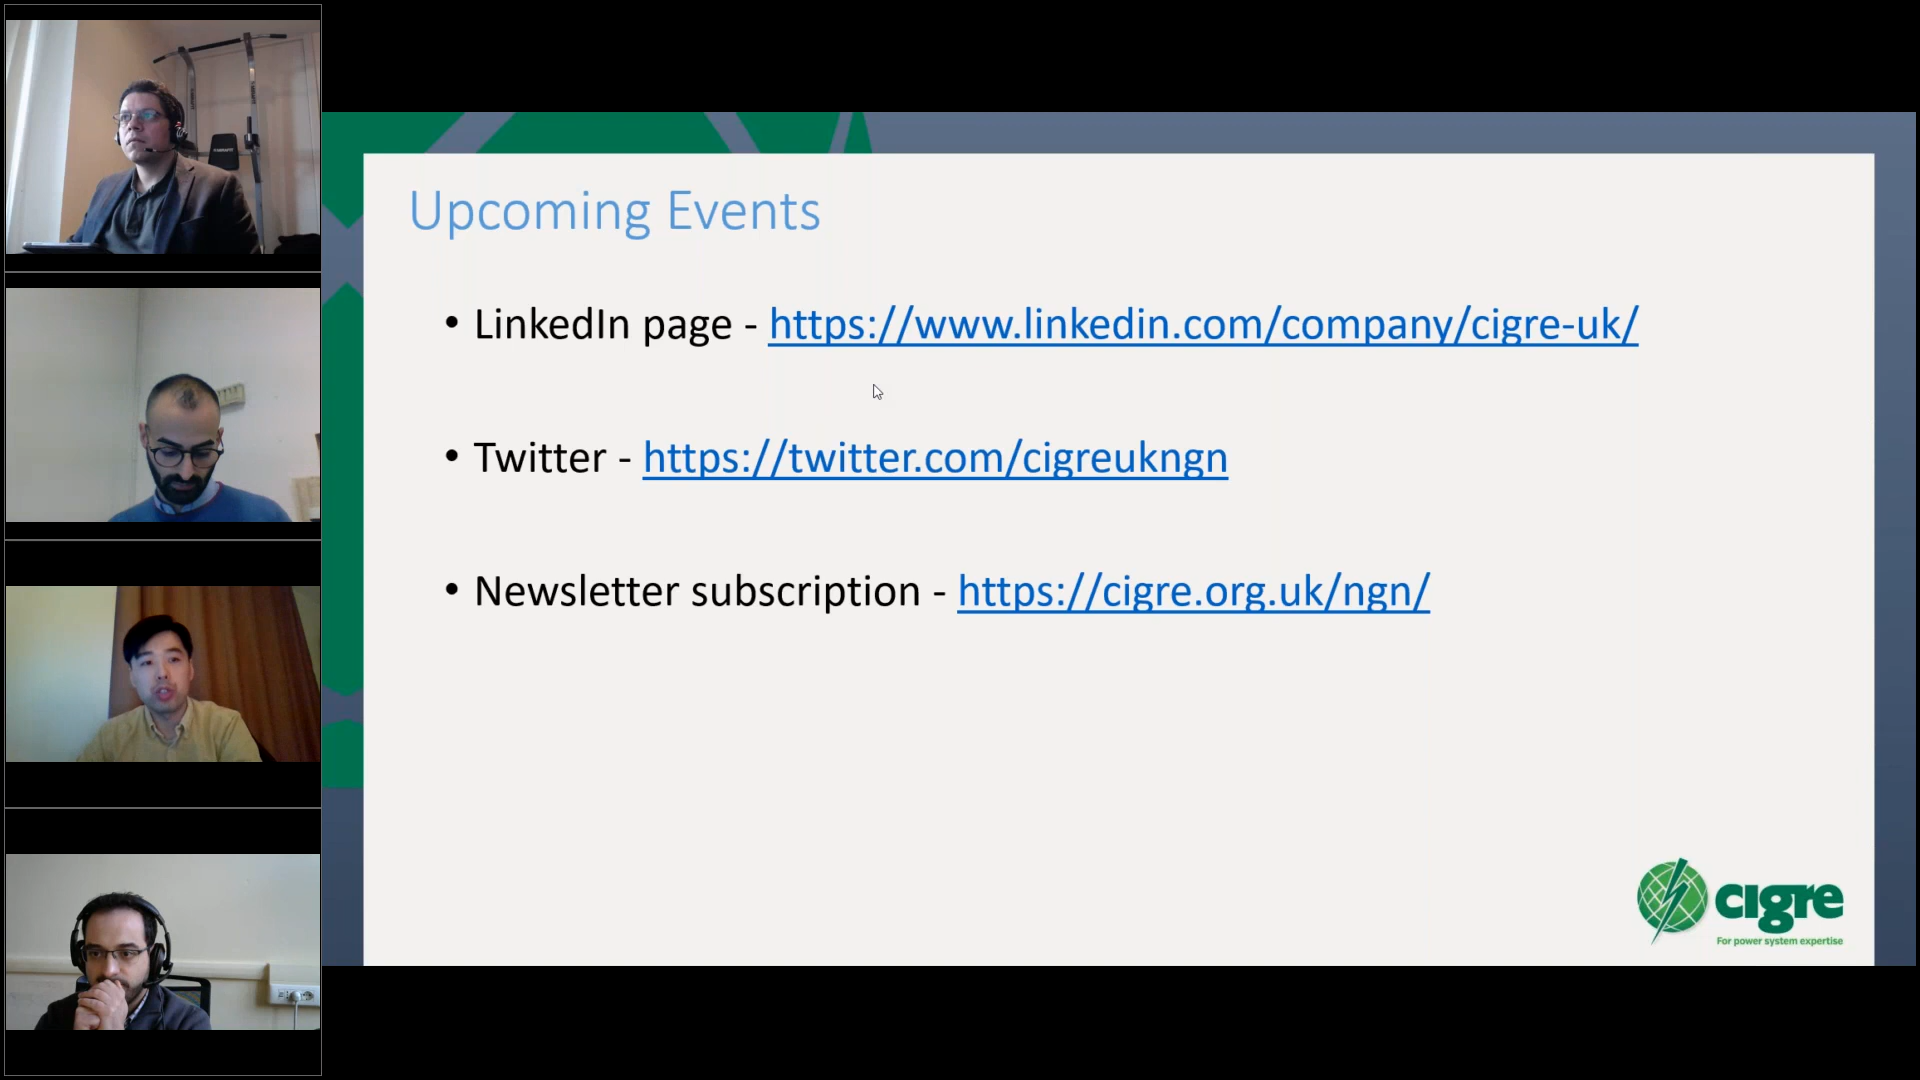 Upcoming Events
• LinkedIn page - https://www.linkedin.com/company/cigre-uk/
• Twitter - https://twitter.com/cigreukngn
• Newsletter subscription - https://cigre.org.uk/ngn/
cigre
For power system expertise